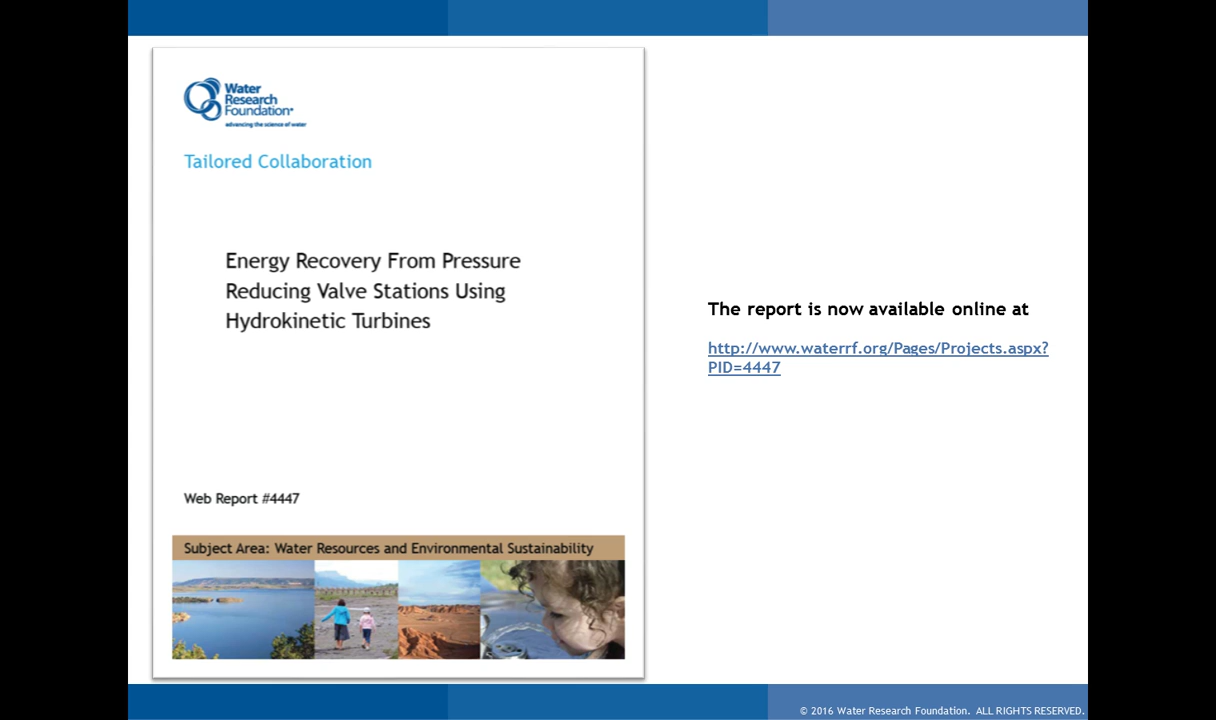 Water
Research
Foundation
advancing the science of water
Tailored Collaboration
Energy Recovery From Pressure
Reducing Valve Stations Using
Hydrokinetic Turbines
Web Report #4447
Subject Area: Water Resources and Environmental Sustainability
The report is now available online at
http://www.waterrf.org/Pages/Projects.aspx?
PID=4447
© 2016 Water Research Foundation. ALL RIGHTS RESERVED.